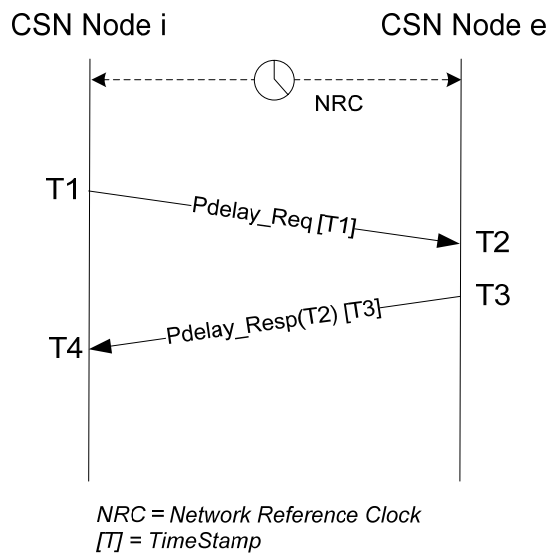 CSN Node i
CSN Node e
NRC
T1
Pdelay_Req [T1]
T2
T3
Pdelay_Resp(T2) [T3]
T4
NRC = Network Reference Clock
[T] = TimeStamp